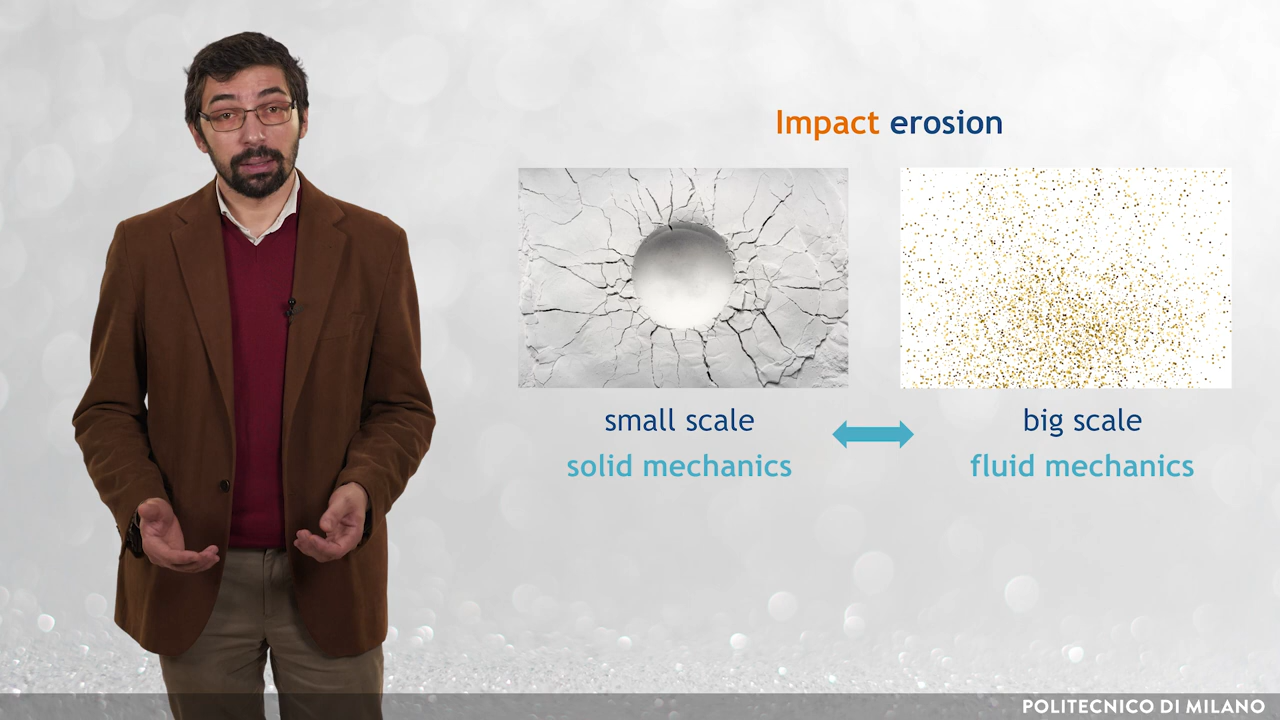 Impact erosion
small scale
big scale
solid mechanics
fluid mechanics
POLITECNICO DI MILANO